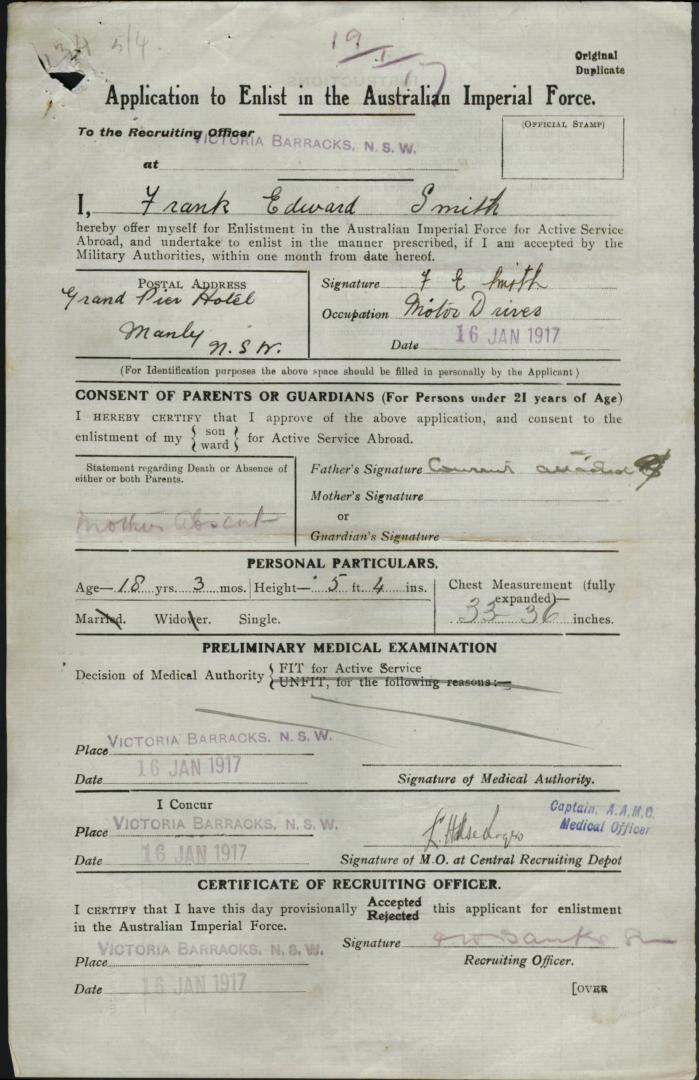 234 5/4
19/1/17
Original
Duplicate
Application to Enlist in the Australian Imperial Force.
To the Recruiting Officer
VICTORIA BARRACKS, N.S.W.
at
(OFFICIAL STAMP)
I, Frank Edward Smith
hereby offer myself for Enlistment in the Australian Imperial Force for Active Service
Abroad, and undertake to enlist in the manner prescribed, if I am accepted by the
Military Authorities, within one month from date hereof.
POSTAL ADDRESS
Grand Pier Hotel
Manly
N.S.W.
Signature F E Smith
Occupation Motor Driver
Date 16 JAN 1917
(For Identification purposes the above space should be filled in personally by the Applicant)
CONSENT OF PARENTS OR GUARDIANS (For Persons under 21 years of Age)
I HEREBY CERTIFY that I approve of the above application, and consent to the
enlistment of my { son ward } for Active Service Abroad.
Statement regarding Death or Absence of
either or both Parents.
Mother Absent
Father's Signature Consent attached
Mother's Signature
or
Guardian's Signature
PERSONAL PARTICULARS.
Age—18 yrs. 3 mos. Height—5 ft. 4 ins.
Chest Measurement (fully
expanded)—
33 36 inches.
Married. Widower. Single.
PRELIMINARY MEDICAL EXAMINATION
Decision of Medical Authority { FIT for Active Service
UNFIT, for the following reasons:—
Place VICTORIA BARRACKS, N.S.W.
Date 16 JAN 1917
Signature of Medical Authority.
I Concur
Place VICTORIA BARRACKS, N.S.W.
Date 16 JAN 1917
Captain, A.A.M.C.
Medical Officer
Signature of M.O. at Central Recruiting Depot
CERTIFICATE OF RECRUITING OFFICER.
I CERTIFY that I have this day provisionally Accepted Rejected this applicant for enlistment
in the Australian Imperial Force.
Signature
Recruiting Officer.
Place VICTORIA BARRACKS, N.S.W.
Date 16 JAN 1917
[OVER